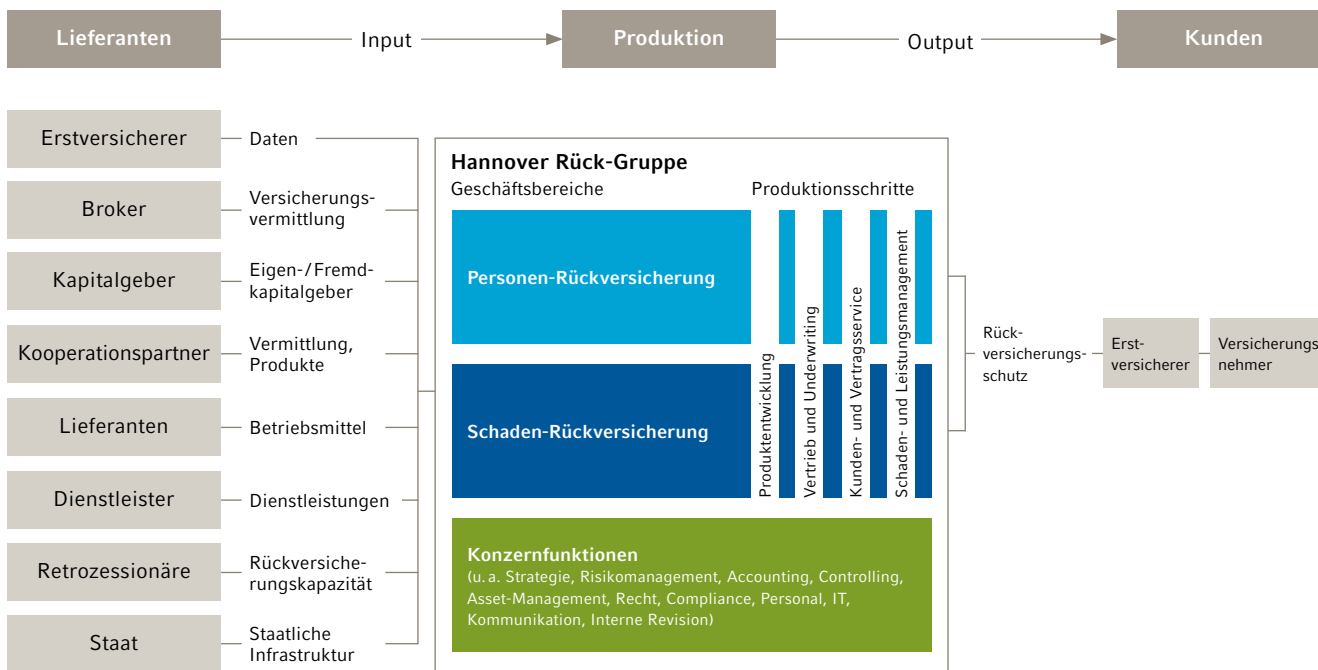 Lieferanten
Input
Produktion
Output
Kunden
Erstversicherer
Daten
Broker
Versicherungs-
vermittlung
Kapitalgeber
Eigen-/Fremd-
kapitalgeber
Kooperationspartner
Vermittlung,
Produkte
Lieferanten
Betriebsmittel
Dienstleister
Dienstleistungen
Retrozessionäre
Rückversiche-
rungskapazität
Staat
Staatliche
Infrastruktur
Hannover Rück-Gruppe
Geschäftsbereiche
Produktionsschritte
Personen-Rückversicherung
Schaden-Rückversicherung
Produktentwicklung
Vertrieb und Underwriting
Kunden- und Vertragsservice
Schaden- und Leistungsmanagement
Konzernfunktionen
(u. a. Strategie, Risikomanagement, Accounting, Controlling,
Asset-Management, Recht, Compliance, Personal, IT,
Kommunikation, Interne Revision)
Rück-
versicherungs-
schutz
Erst-
versicherer
Versicherungs
nehmer